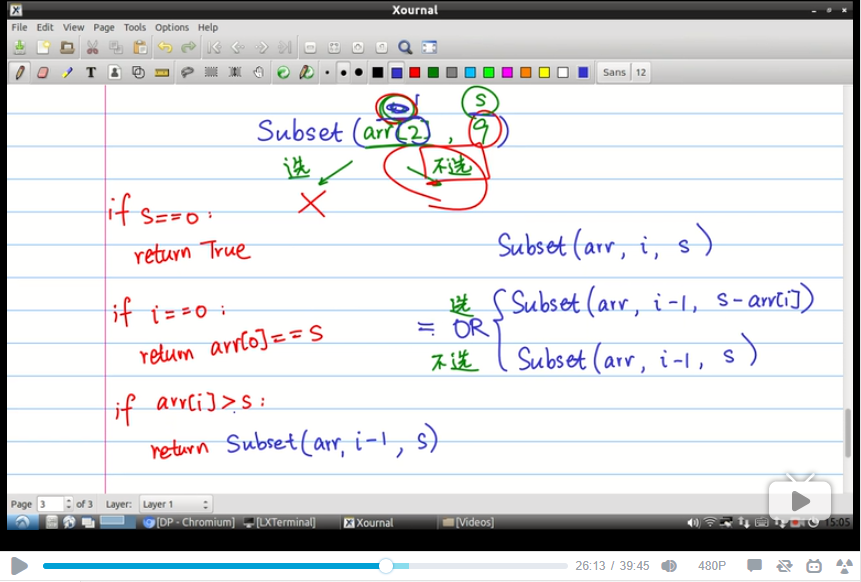 Xournal
File Edit View Page Tools Options Help
T Sans 12
S
Subset(arr[2], 9)
选 不选
if S==0:
return True
Subset(arr, i, s)
if i==0:
return arr[0]==S
= OR
选 Subset(arr, i-1, s-arr[i])
不选 Subset(arr, i-1, s)
if arr[i]>s:
return Subset(arr, i-1, s)
Page 3 of 3 Layer: Layer 1
[DP - Chromium] [LXTerminal] Xournal [Videos] 15:05
26:13 / 39:45 480P